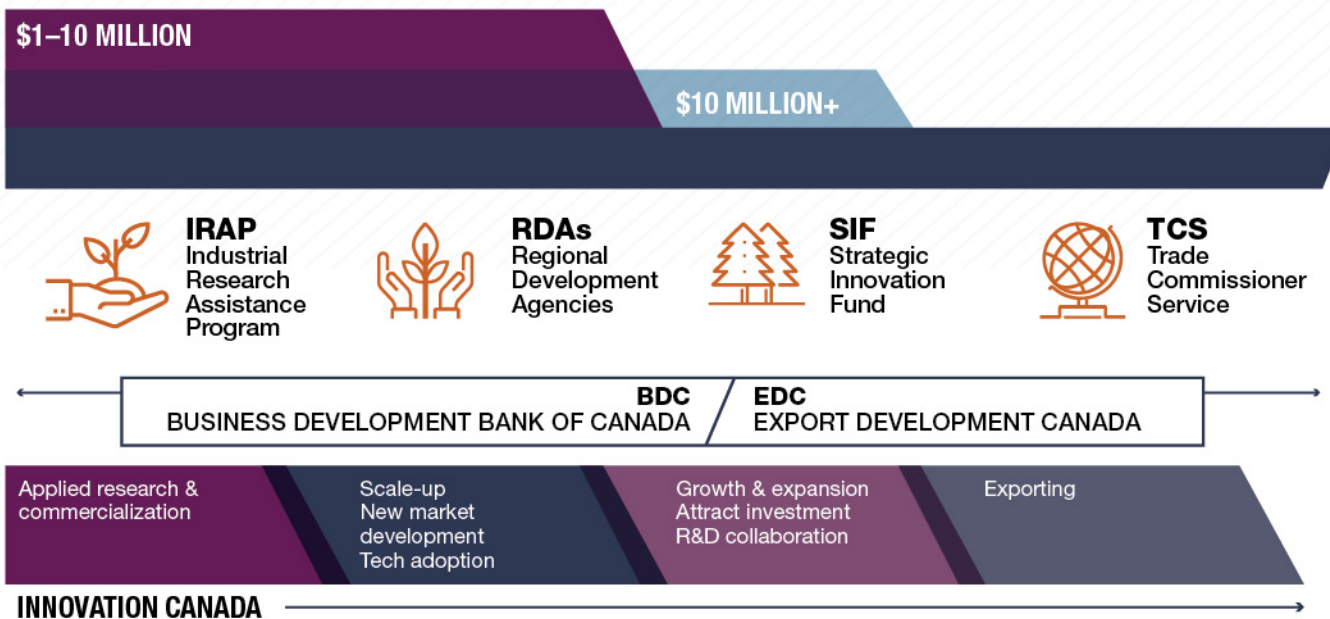 $1–10 MILLION
$10 MILLION+
IRAP
Industrial
Research
Assistance
Program
RDAs
Regional
Development
Agencies
SIF
Strategic
Innovation
Fund
TCS
Trade
Commissioner
Service
BDC
BUSINESS DEVELOPMENT BANK OF CANADA
EDC
EXPORT DEVELOPMENT CANADA
Applied research &
commercialization
Scale-up
New market
development
Tech adoption
Growth & expansion
Attract investment
R&D collaboration
Exporting
INNOVATION CANADA